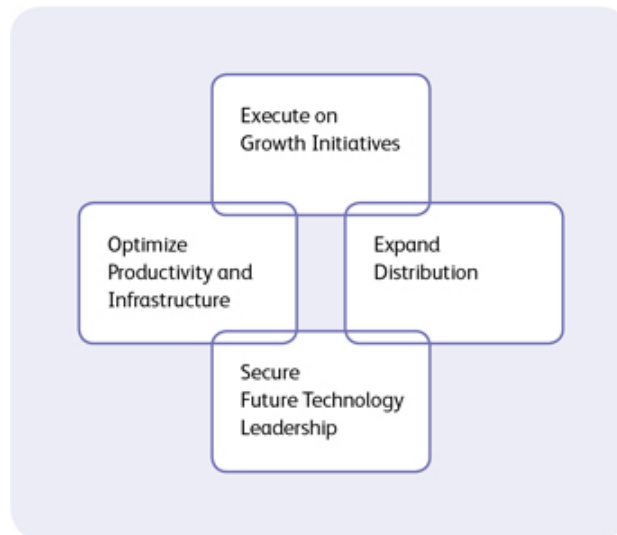 Execute on
Growth Initiatives
Optimize
Productivity and
Infrastructure
Expand
Distribution
Secure
Future Technology
Leadership